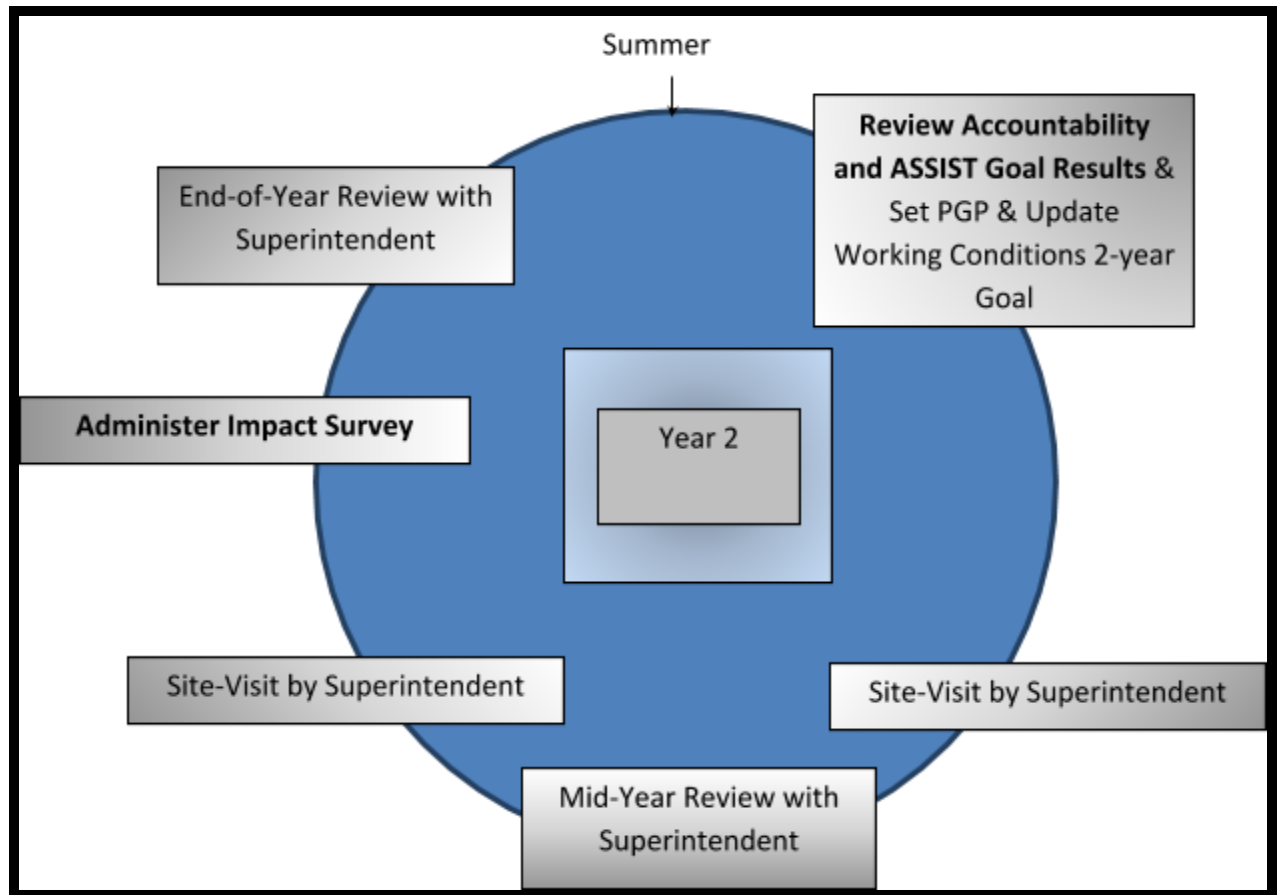 Summer
Review Accountability
and ASSIST Goal Results &
Set PGP & Update
Working Conditions 2-year
Goal
End-of-Year Review with
Superintendent
Administer Impact Survey
Year 2
Site-Visit by Superintendent
Site-Visit by Superintendent
Mid-Year Review with
Superintendent